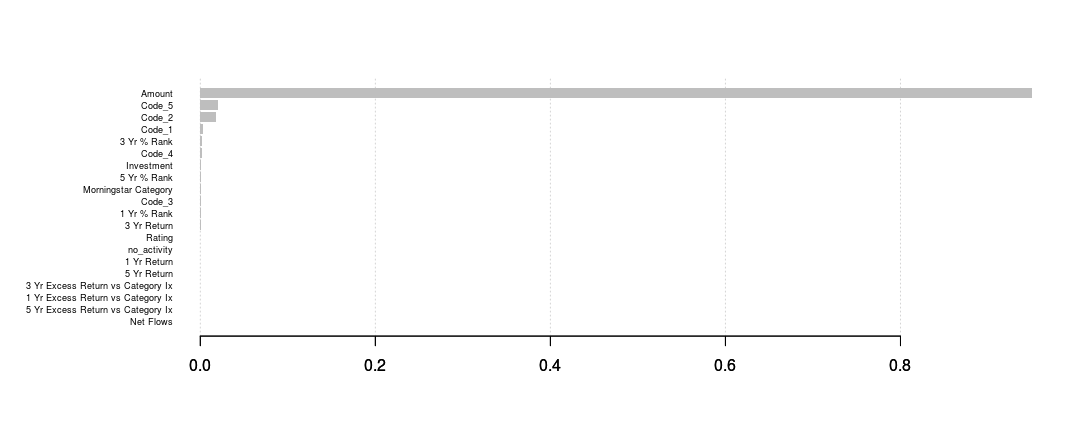 Amount
Code_5
Code_2
Code_1
3 Yr % Rank
Code_4
Investment
5 Yr % Rank
Morningstar Category
Code_3
1 Yr % Rank
3 Yr Return
Rating
no_activity
1 Yr Return
5 Yr Return
3 Yr Excess Return vs Category Ix
1 Yr Excess Return vs Category Ix
5 Yr Excess Return vs Category Ix
Net Flows
0.0 0.2 0.4 0.6 0.8